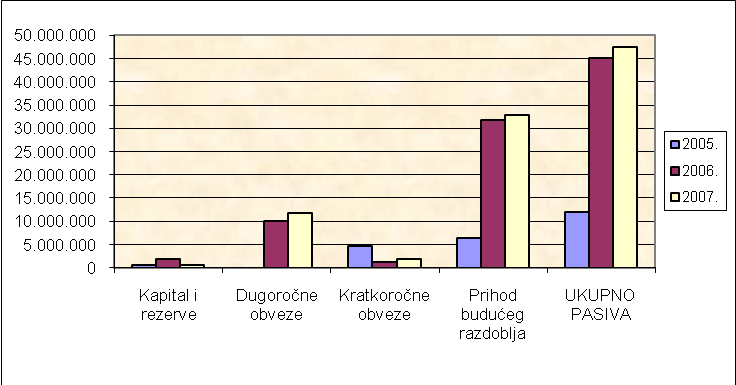 50.000.000
45.000.000
40.000.000
35.000.000
30.000.000
25.000.000
20.000.000
15.000.000
10.000.000
5.000.000
0
Kapital i
rezerve
Dugoročne
obveze
Kratkoročne
obveze
Prihod
budućeg
razdoblja
UKUPNO
PASIVA
2005.
2006.
2007.